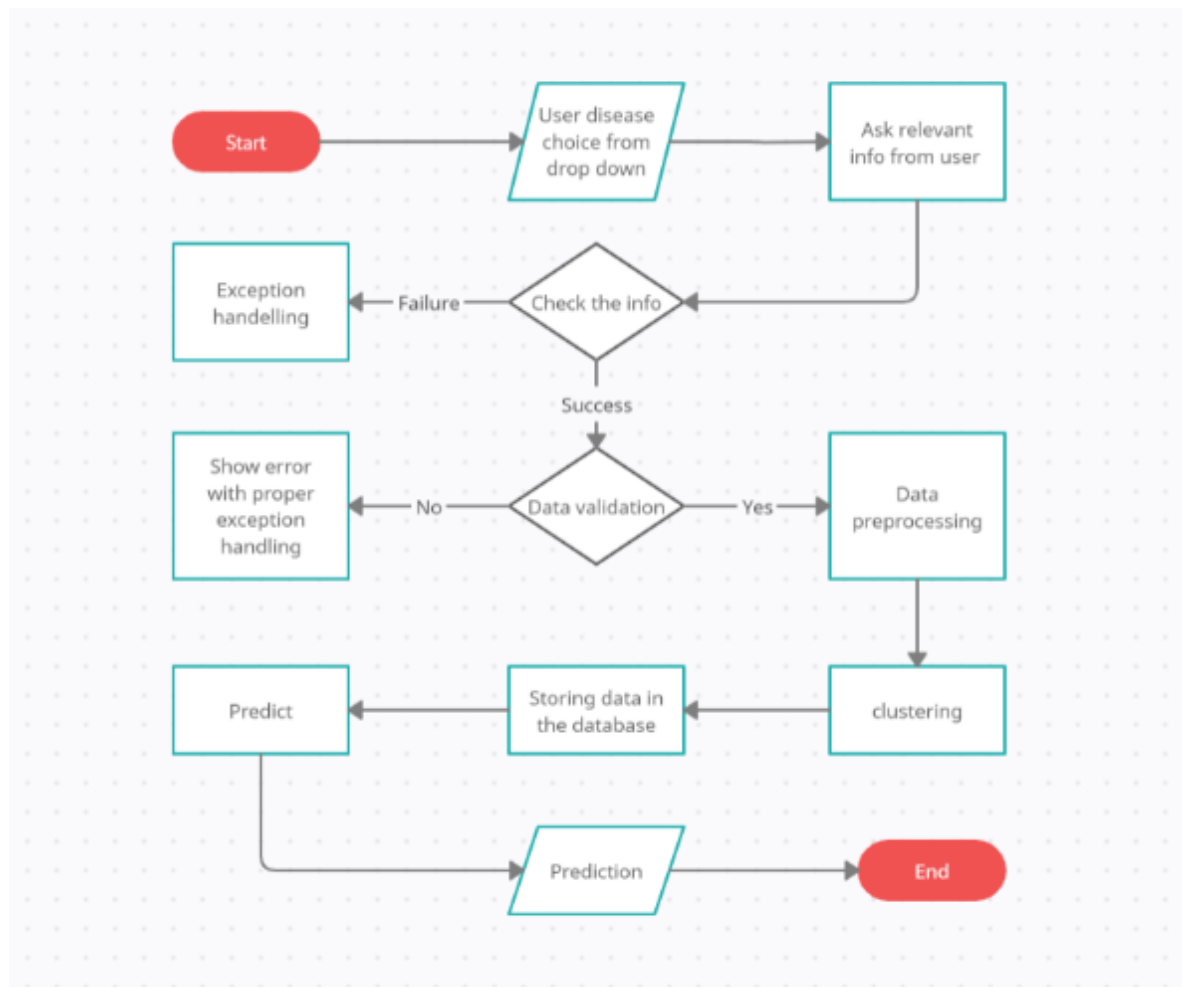 Start
User disease
choice from
drop down
Ask relevant
info from user
Exception
handelling
Failure
Check the info
Success
Show error
with proper
exception
handling
No
Data validation
Yes
Data
preprocessing
Predict
Storing data in
the database
clustering
Prediction
End